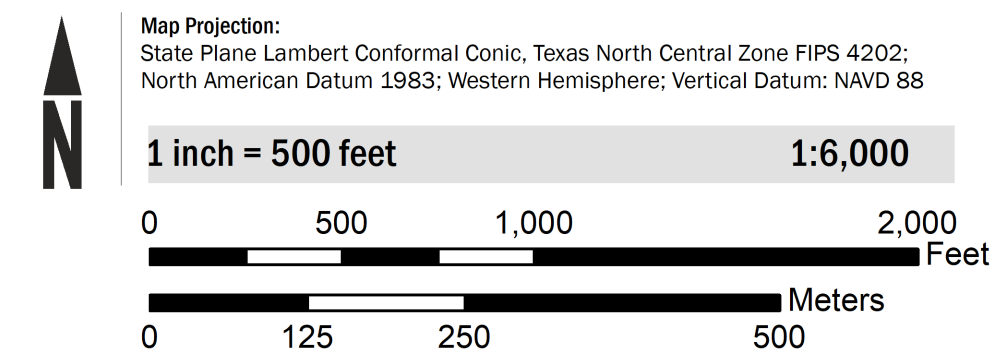 N
Map Projection:
State Plane Lambert Conformal Conic, Texas North Central Zone FIPS 4202;
North American Datum 1983; Western Hemisphere; Vertical Datum: NAVD 88
1 inch = 500 feet 1:6,000
0 500 1,000 2,000
Feet
Meters
0 125 250 500